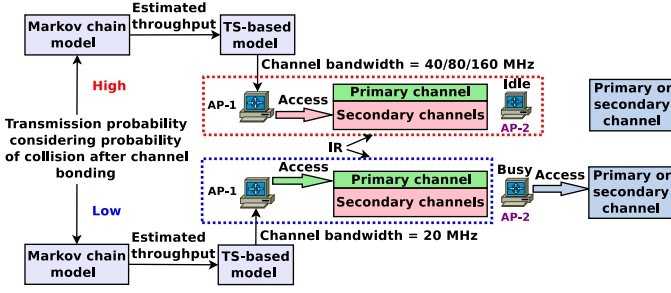 Markov chain
model
Estimated
throughput
TS-based
model
Channel bandwidth = 40/80/160 MHz
High
AP-1
Access
Primary channel
Secondary channels
Idle
AP-2
Primary or
secondary
channel
Transmission probability
considering probability
of collision after channel
bonding
IR
AP-1
Access
Primary channel
Secondary channels
Busy
AP-2
Access
Primary or
secondary
channel
Low
Markov chain
model
Estimated
throughput
TS-based
model
Channel bandwidth = 20 MHz